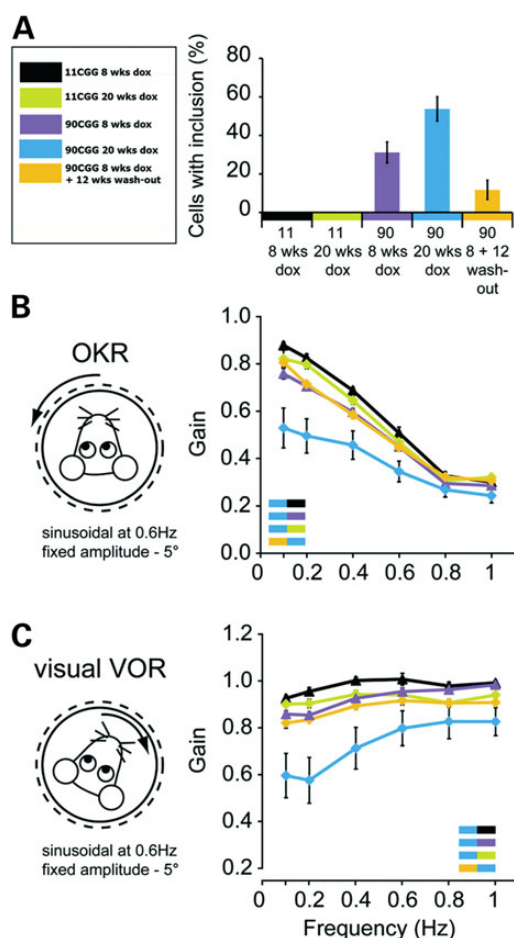 A
11CGG 8 wks dox
11CGG 20 wks dox
90CGG 8 wks dox
90CGG 20 wks dox
90CGG 8 wks dox
+ 12 wks wash-out
Cells with inclusion (%)
80
60
40
20
0
11
8 wks
dox
11
20 wks
dox
90
8 wks
dox
90
20 wks
dox
90
8 + 12
wash-
out
B
OKR
sinusoidal at 0.6Hz
fixed amplitude - 5°
Gain
1.0
0.8
0.6
0.4
0.2
0.0
0 0.2 0.4 0.6 0.8 1
C
visual VOR
sinusoidal at 0.6Hz
fixed amplitude - 5°
Gain
1.2
1.0
0.8
0.6
0.4
0.2
0 0.2 0.4 0.6 0.8 1
Frequency (Hz)